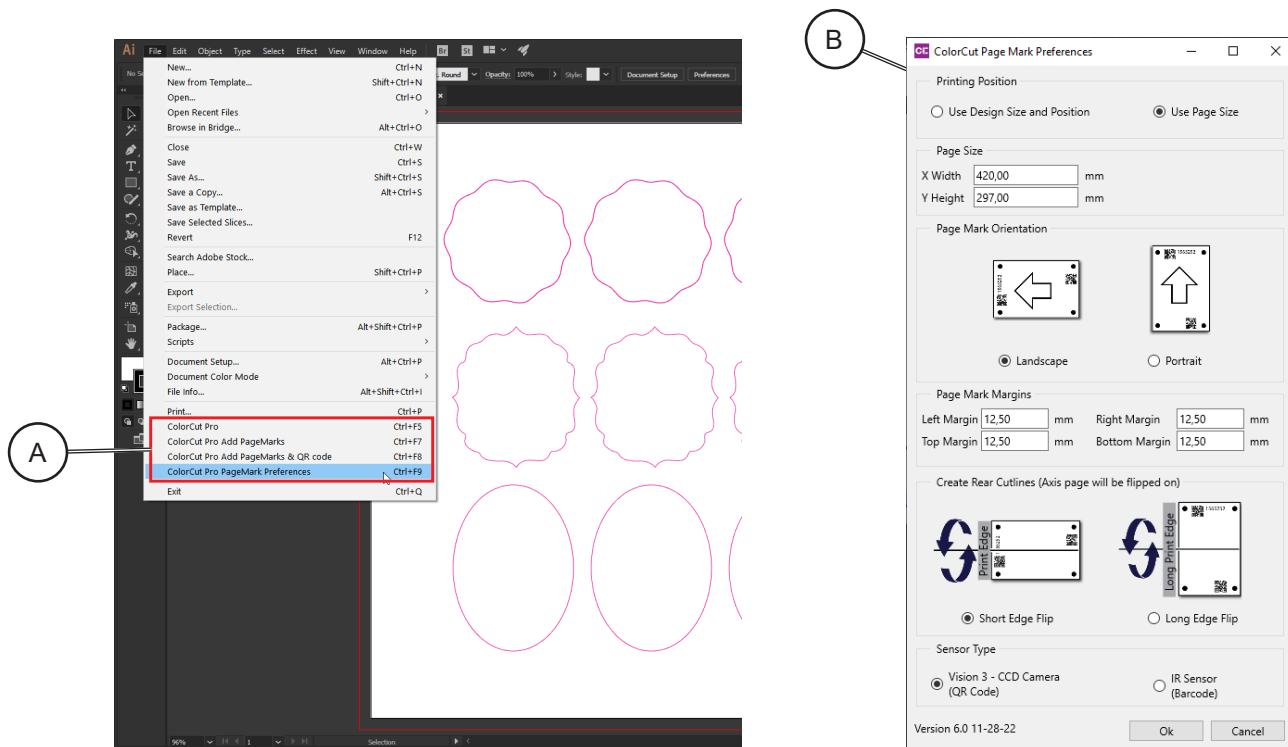 A
B
Ai File Edit Object Type Select Effect View Window Help Br St
No Se
Round Opacity: 100% Style: Document Setup Preferences
New... Ctrl+N
New from Template... Shift+Ctrl+N
Open... Ctrl+O
Open Recent Files
Browse in Bridge... Alt+Ctrl+O
Close Ctrl+W
Save Ctrl+S
Save As... Shift+Ctrl+S
Save a Copy... Alt+Ctrl+S
Save as Template...
Save Selected Slices...
Revert F12
Search Adobe Stock...
Place... Shift+Ctrl+P
Export
Export Selection...
Package... Alt+Shift+Ctrl+P
Scripts
Document Setup... Alt+Ctrl+P
Document Color Mode
File Info... Alt+Shift+Ctrl+I
Print... Ctrl+P
ColorCut Pro Ctrl+F5
ColorCut Pro Add PageMarks Ctrl+F7
ColorCut Pro Add PageMarks & QR code Ctrl+F8
ColorCut Pro PageMark Preferences Ctrl+F9
Exit Ctrl+Q
96% 1 Selection
ColorCut Page Mark Preferences
Printing Position
Use Design Size and Position Use Page Size
Page Size
X Width 420,00 mm
Y Height 297,00 mm
Page Mark Orientation
Landscape Portrait
Page Mark Margins
Left Margin 12,50 mm Right Margin 12,50 mm
Top Margin 12,50 mm Bottom Margin 12,50 mm
Create Rear Cutlines (Axis page will be flipped on)
Print Edge Long Print Edge
Short Edge Flip Long Edge Flip
Sensor Type
Vision 3 - CCD Camera IR Sensor
(QR Code) (Barcode)
Version 6.0 11-28-22 Ok Cancel